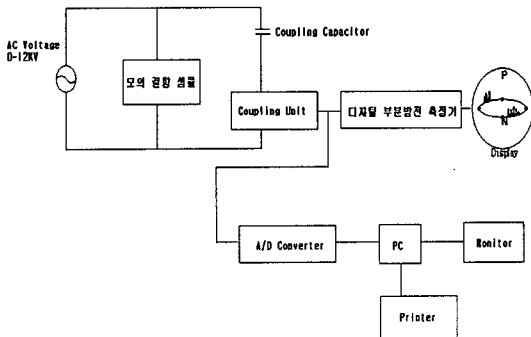 Coupling Capacitor
AC Voltage
0-12KV
모의 결함 샘플
Coupling Unit
디지탈 부분방전 측정기
P
N
Display
A/D Converter
PC
Monitor
Printer